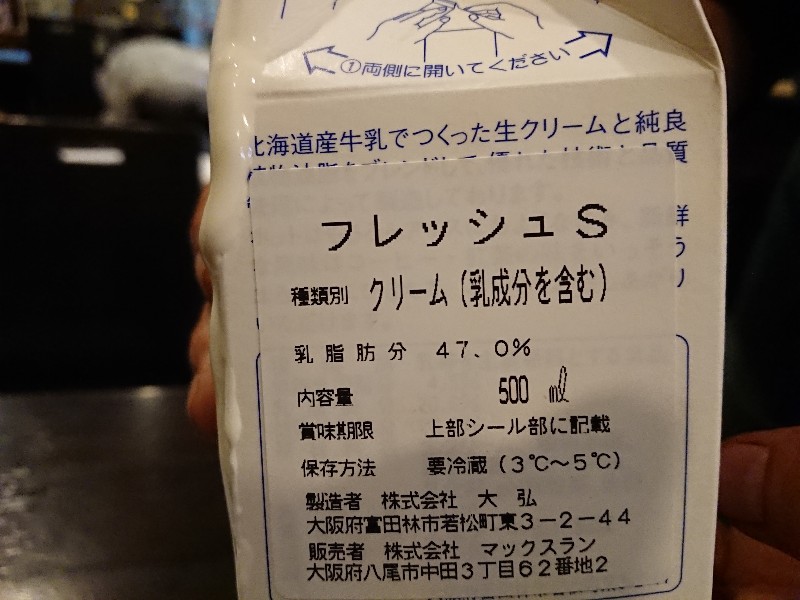 ①両側に開いてください
北海道産牛乳でつくった生クリームと純良
フレッシュS
種類別 クリーム(乳成分を含む)
乳脂肪分 47.0%
内容量 500 ㎖
賞味期限 上部シール部に記載
保存方法 要冷蔵(3℃~5℃)
製造者 株式会社 大弘
大阪府富田林市若松町東3-2-44
販売者 株式会社 マックスラン
大阪府八尾市中田3丁目62番地2